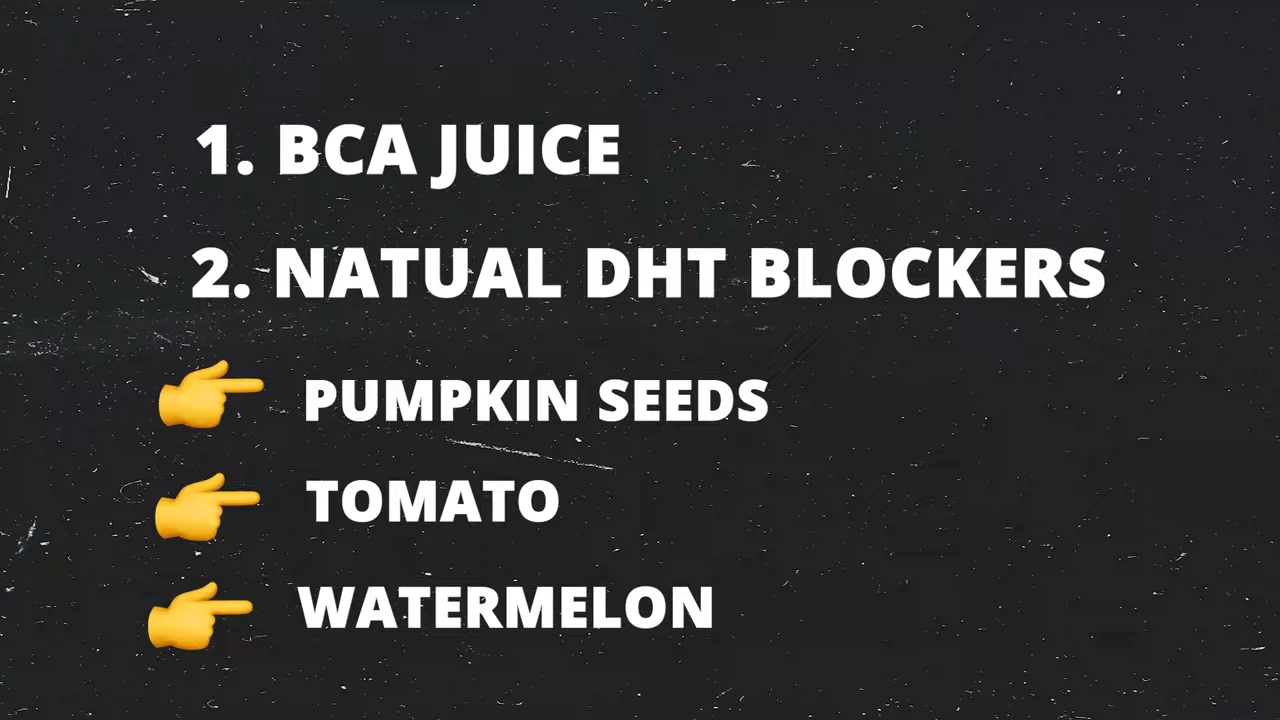 1. BCA JUICE
2. NATUAL DHT BLOCKERS
PUMPKIN SEEDS
TOMATO
WATERMELON